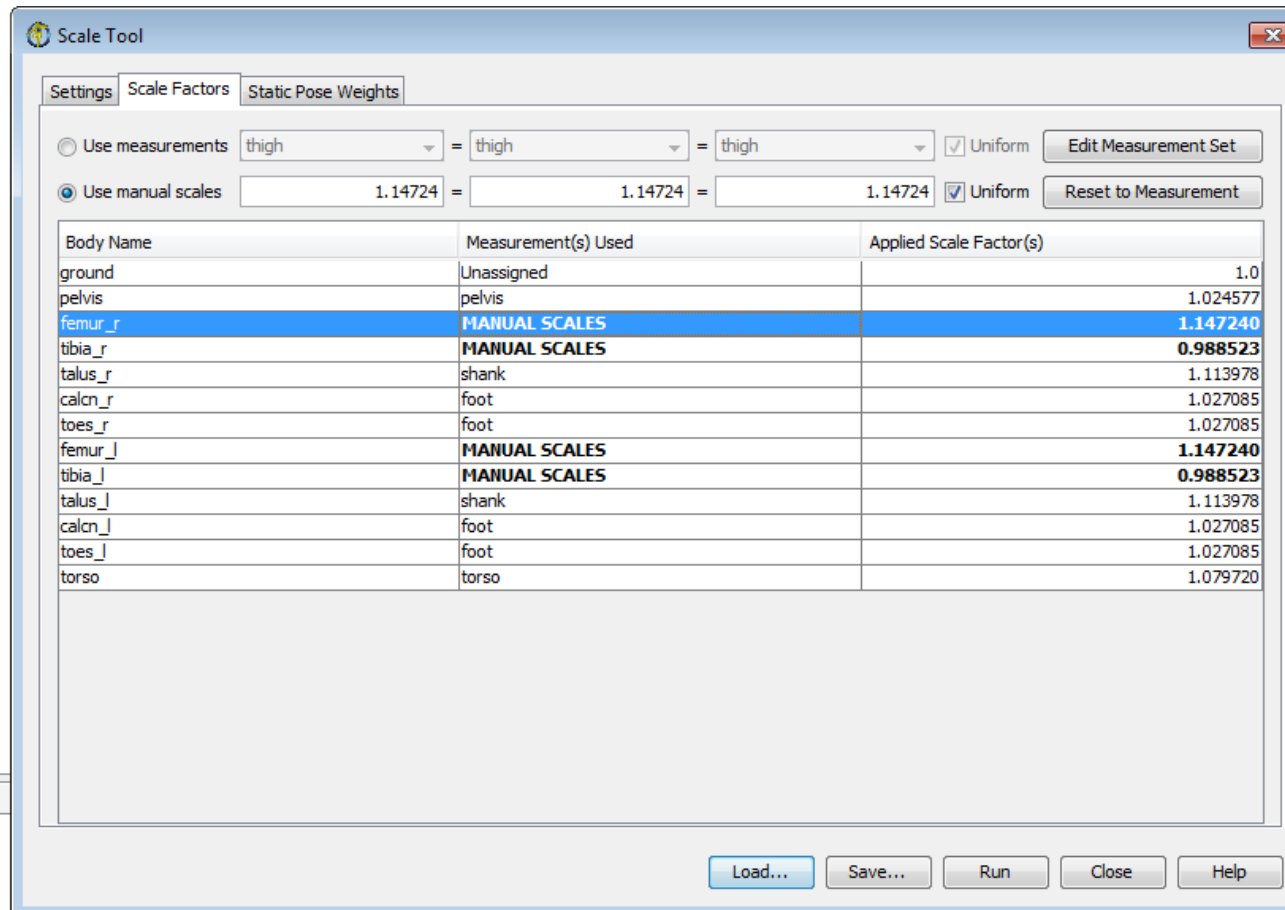 Scale Tool
Settings Scale Factors Static Pose Weights
Use measurements thigh = thigh = thigh Uniform Edit Measurement Set
Use manual scales 1.14724 = 1.14724 = 1.14724 Uniform Reset to Measurement
Body Name Measurement(s) Used Applied Scale Factor(s)
ground Unassigned 1.0
pelvis pelvis 1.024577
femur_r MANUAL SCALES 1.147240
tibia_r MANUAL SCALES 0.988523
talus_r shank 1.113978
calcn_r foot 1.027085
toes_r foot 1.027085
femur_l MANUAL SCALES 1.147240
tibia_l MANUAL SCALES 0.988523
talus_l shank 1.113978
calcn_l foot 1.027085
toes_l foot 1.027085
torso torso 1.079720
Load... Save... Run Close Help